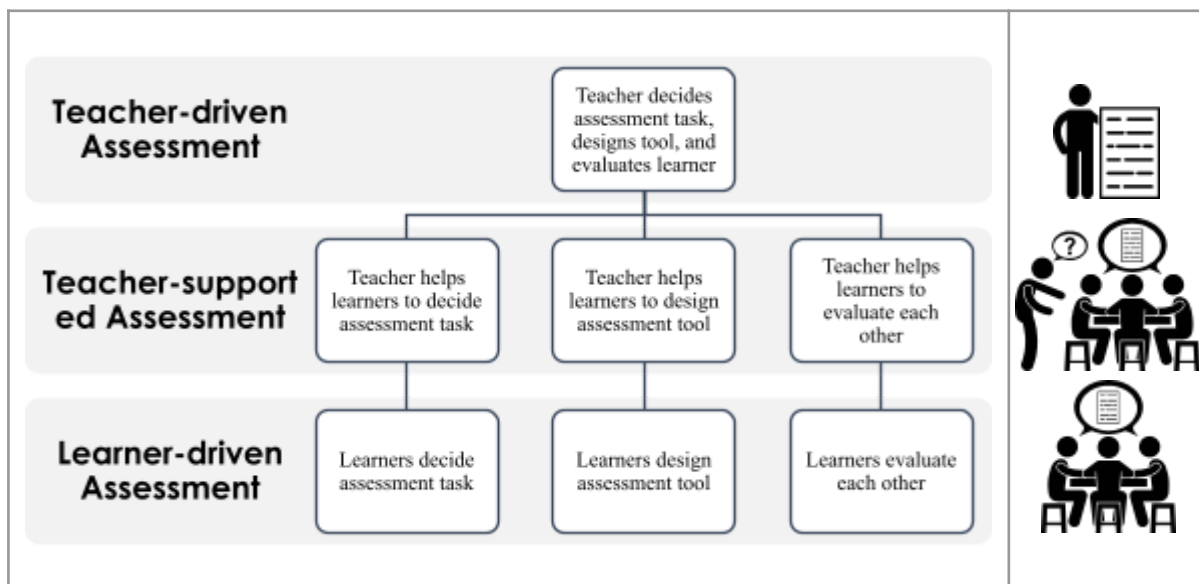 Teacher-driven
Assessment
Teacher decides
assessment task,
designs tool, and
evaluates learner
Teacher-support
ed Assessment
Teacher helps
learners to decide
assessment task
Teacher helps
learners to design
assessment tool
Teacher helps
learners to
evaluate each
other
?
Learner-driven
Assessment
Learners decide
assessment task
Learners design
assessment tool
Learners evaluate
each other